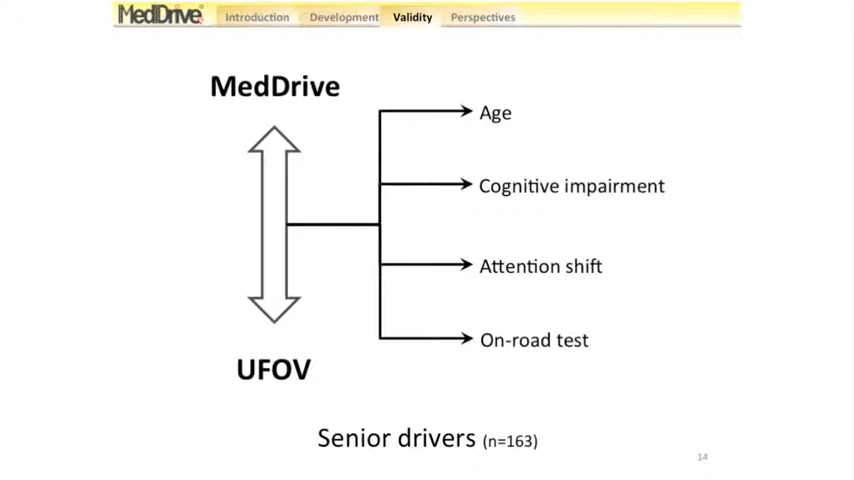 MedDrive Introduction Development Validity Perspectives
MedDrive
Age
Cognitive impairment
Attention shift
On-road test
UFOV
Senior drivers (n=163)
14